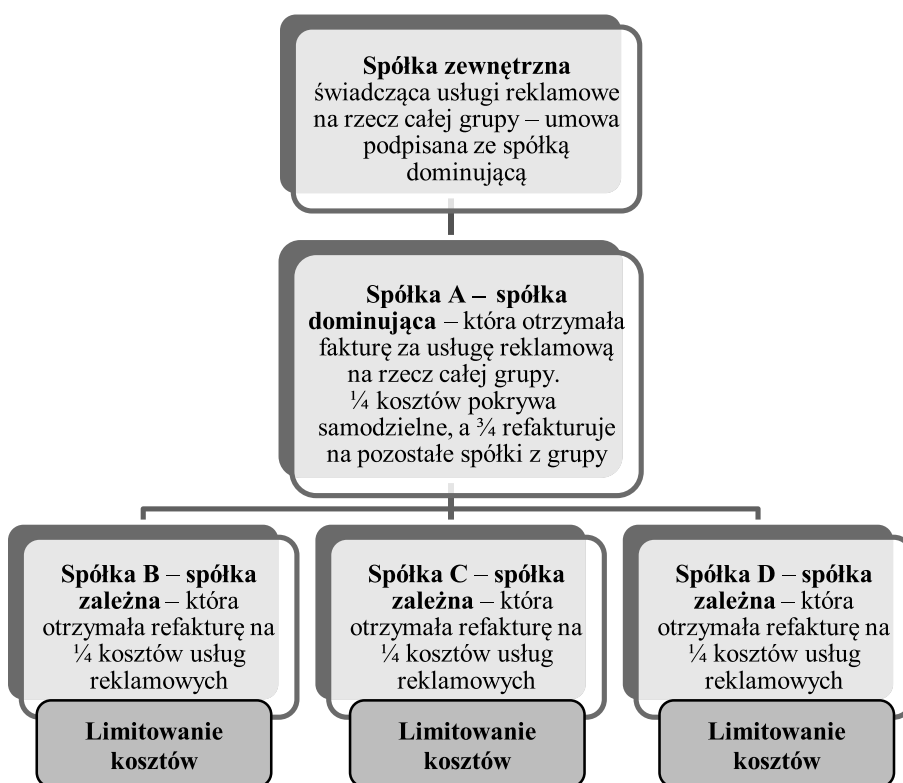 Spółka zewnętrzna
świadcząca usługi reklamowe
na rzecz całej grupy – umowa
podpisana ze spółką
dominującą
Spółka A – spółka
dominująca – która otrzymała
fakturę za usługę reklamową
na rzecz całej grupy.
¼ kosztów pokrywa
samodzielne, a ¾ refakturuje
na pozostałe spółki z grupy
Spółka B – spółka
zależna – która
otrzymała refakturę na
¼ kosztów usług
reklamowych
Limitowanie
kosztów
Spółka C – spółka
zależna – która
otrzymała refakturę na
¼ kosztów usług
reklamowych
Limitowanie
kosztów
Spółka D – spółka
zależna – która
otrzymała refakturę na
¼ kosztów usług
reklamowych
Limitowanie
kosztów